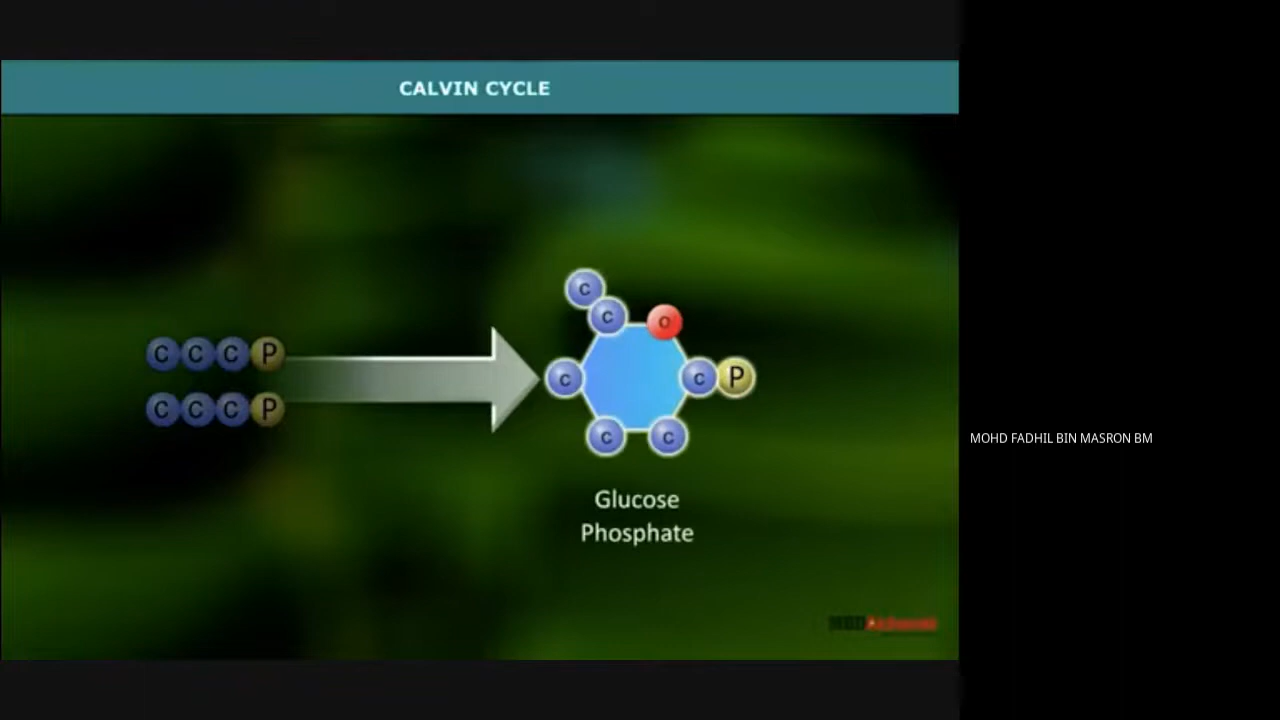 CALVIN CYCLE
C C C P
C C C P
C
C O
C C P
C C
Glucose
Phosphate
MOHD FADHIL BIN MASRON BM